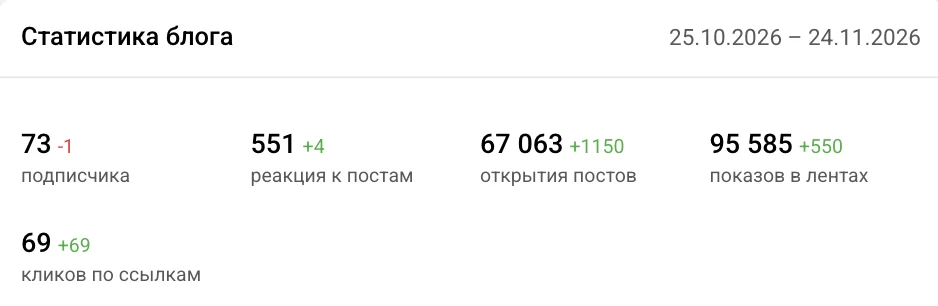 Статистика блога 25.10.2026 – 24.11.2026
73 -1 551 +4 67 063 +1150 95 585 +550
подписчика реакция к постам открытия постов показов в лентах
69 +69
кликов по ссылкам